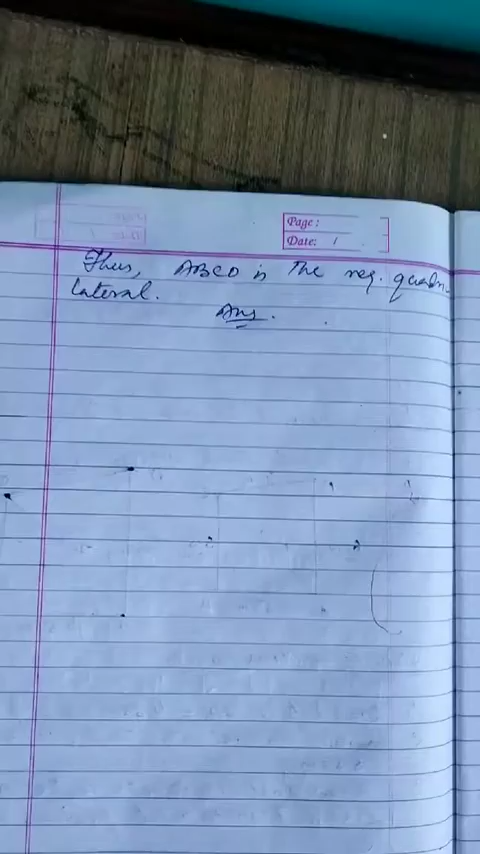 Page:
Date:
Thus, ABCD is the req. quadri
lateral.
Ans.